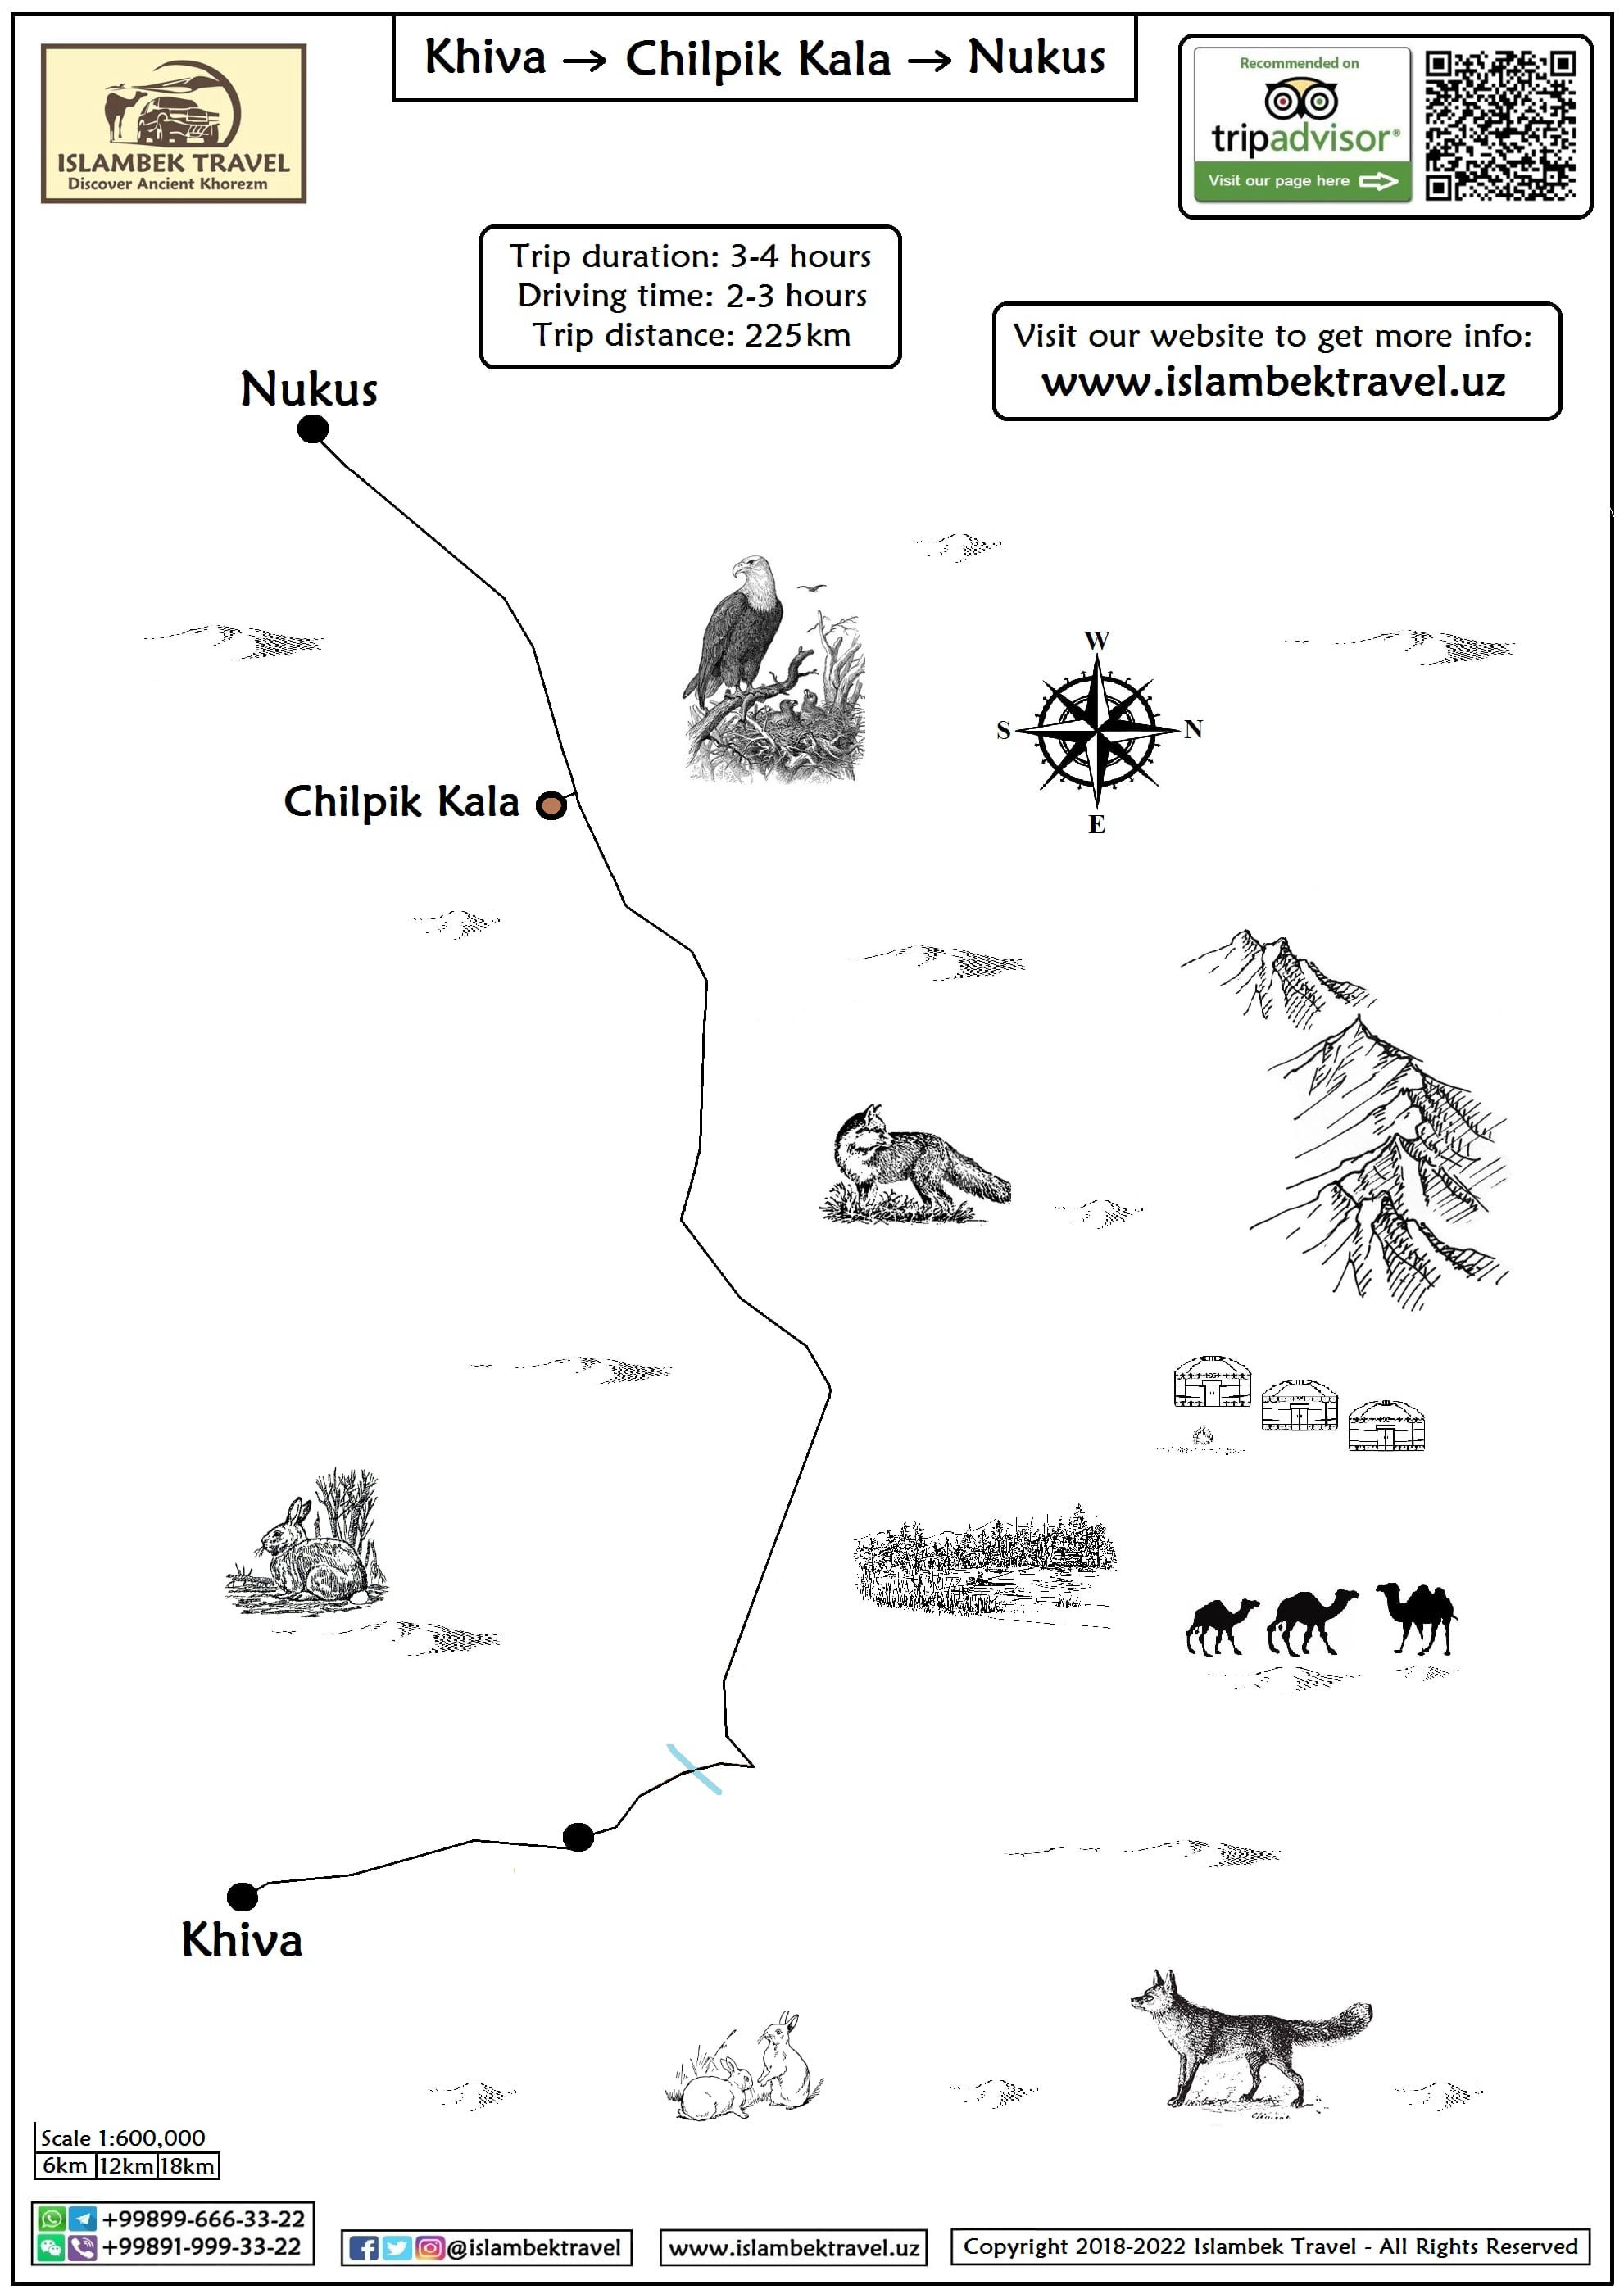 Khiva → Chilpik Kala → Nukus
ISLAMBEK TRAVEL
Discover Ancient Khorezm
Recommended on
tripadvisor®
Visit our page here
Trip duration: 3-4 hours
Driving time: 2-3 hours
Trip distance: 225km
Visit our website to get more info:
www.islambektravel.uz
Nukus
W
S
N
E
Chilpik Kala
Khiva
Scale 1:600,000
6km 12km 18km
+99899-666-33-22
+99891-999-33-22
@islambektravel
www.islambektravel.uz
Copyright 2018-2022 Islambek Travel - All Rights Reserved